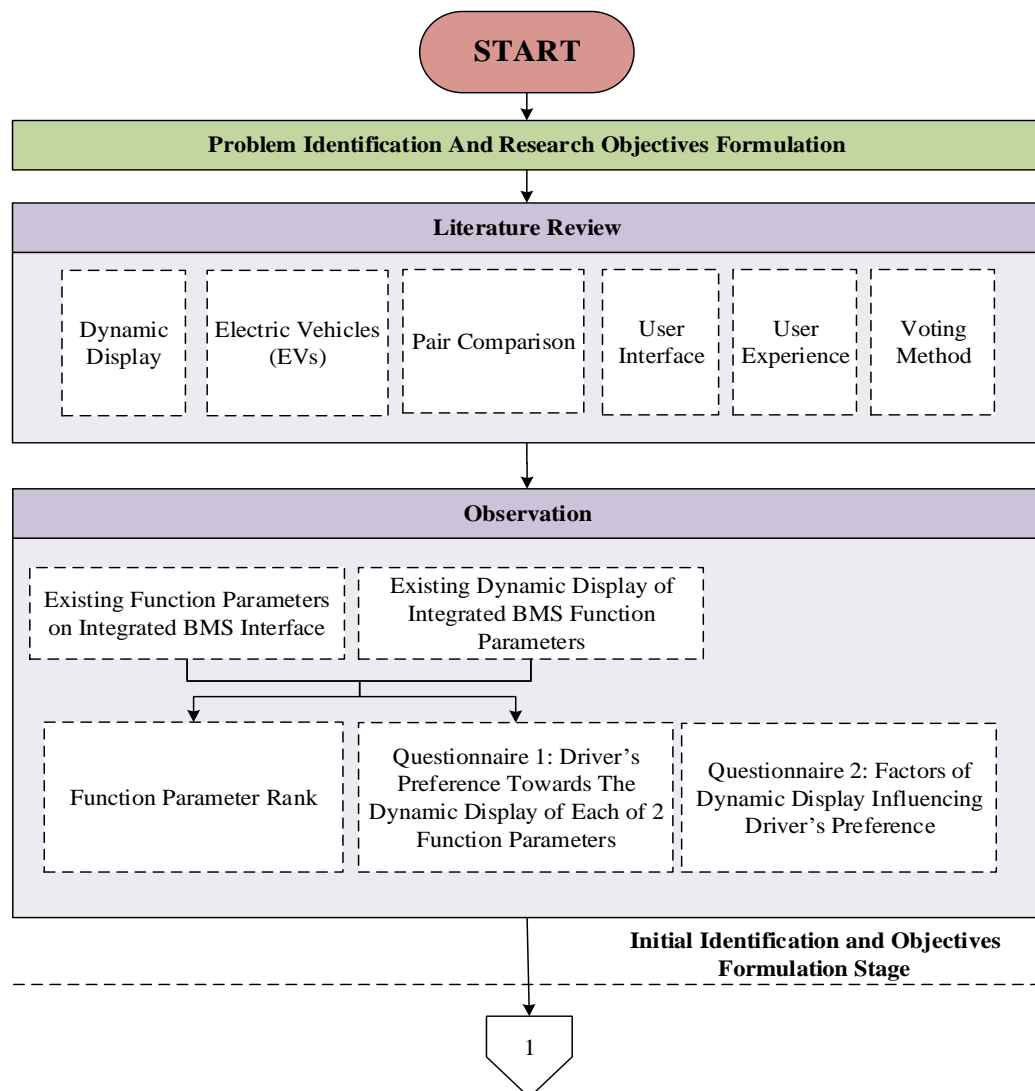 START
Problem Identification And Research Objectives Formulation
Literature Review
Dynamic
Display
Electric Vehicles
(EVs)
Pair Comparison
User
Interface
User
Experience
Voting
Method
Observation
Existing Function Parameters
on Integrated BMS Interface
Existing Dynamic Display of
Integrated BMS Function
Parameters
Function Parameter Rank
Questionnaire 1: Driver’s
Preference Towards The
Dynamic Display of Each of 2
Function Parameters
Questionnaire 2: Factors of
Dynamic Display Influencing
Driver’s Preference
Initial Identification and Objectives
Formulation Stage
1